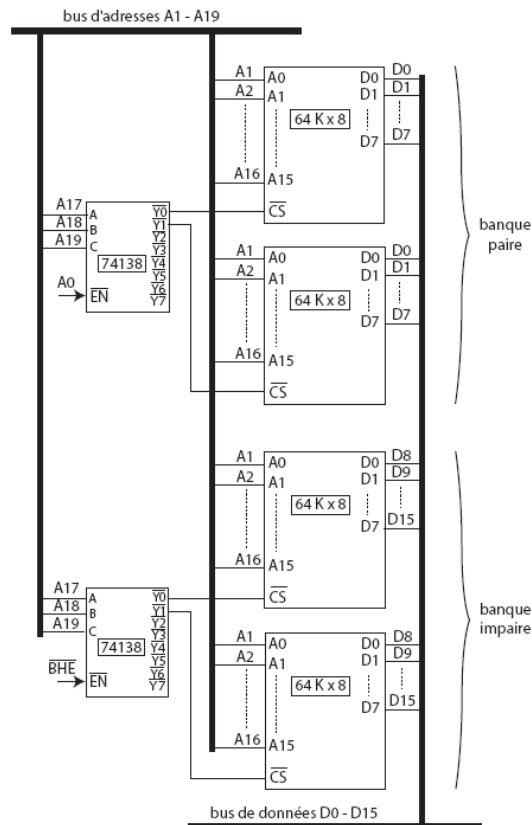 bus d'adresses A1 - A19
A1 A0 D0 D0
A2 A1 D1 D1
64 K x 8
D7 D7
A16 A15
CS
A17 A Y0
A18 B Y1
A19 C Y2
Y3
74138 Y4
Y5
A0 EN Y6
Y7
banque
paire
A1 A0 D0 D0
A2 A1 D1 D1
64 K x 8
D7 D7
A16 A15
CS
A1 A0 D0 D8
A2 A1 D1 D9
64 K x 8
D7 D15
A16 A15
CS
A17 A Y0
A18 B Y1
A19 C Y2
Y3
74138 Y4
Y5
BHE EN Y6
Y7
banque
impaire
A1 A0 D0 D8
A2 A1 D1 D9
64 K x 8
D7 D15
A16 A15
CS
bus de données D0 - D15